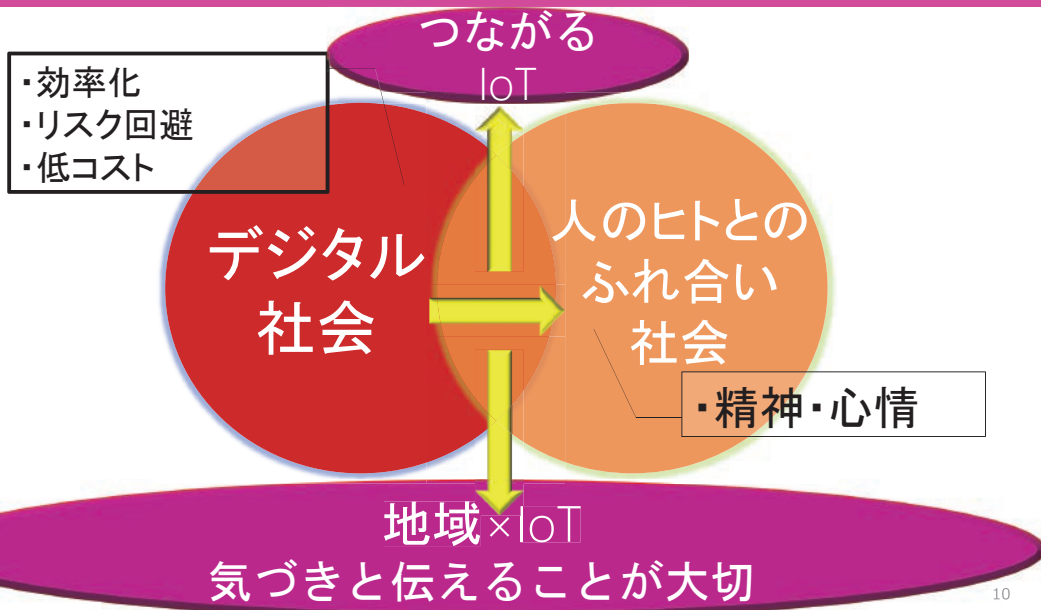 つながる
IoT
・効率化
・リスク回避
・低コスト
デジタル
社会
人のヒトとの
ふれ合い
社会
・精神・心情
地域×IoT
気づきと伝えることが大切
10